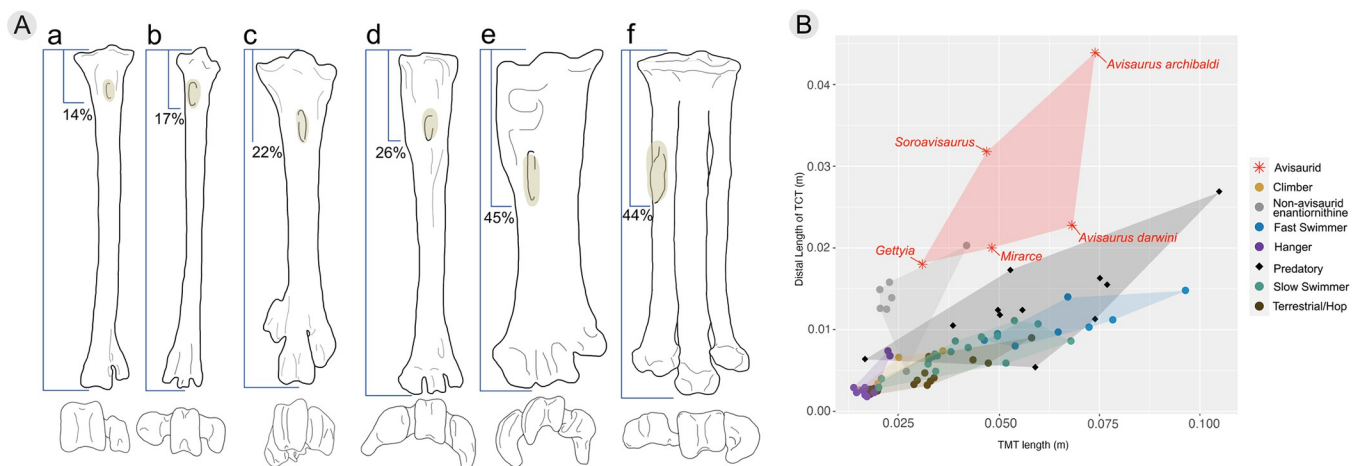 A
a
b
c
d
e
f
14%
17%
22%
26%
45%
44%
B
Distal Length of TCT (m)
0.04
0.03
0.02
0.01
0.00
Avisaurus archibaldi
Soroavisaurus
Gettyia
Mirarce
Avisaurus darwini
0.025
0.050
0.075
0.100
TMT length (m)
Avisaurid
Climber
Non-avisaurid
enantiornithine
Fast Swimmer
Hanger
Predatory
Slow Swimmer
Terrestrial/Hop